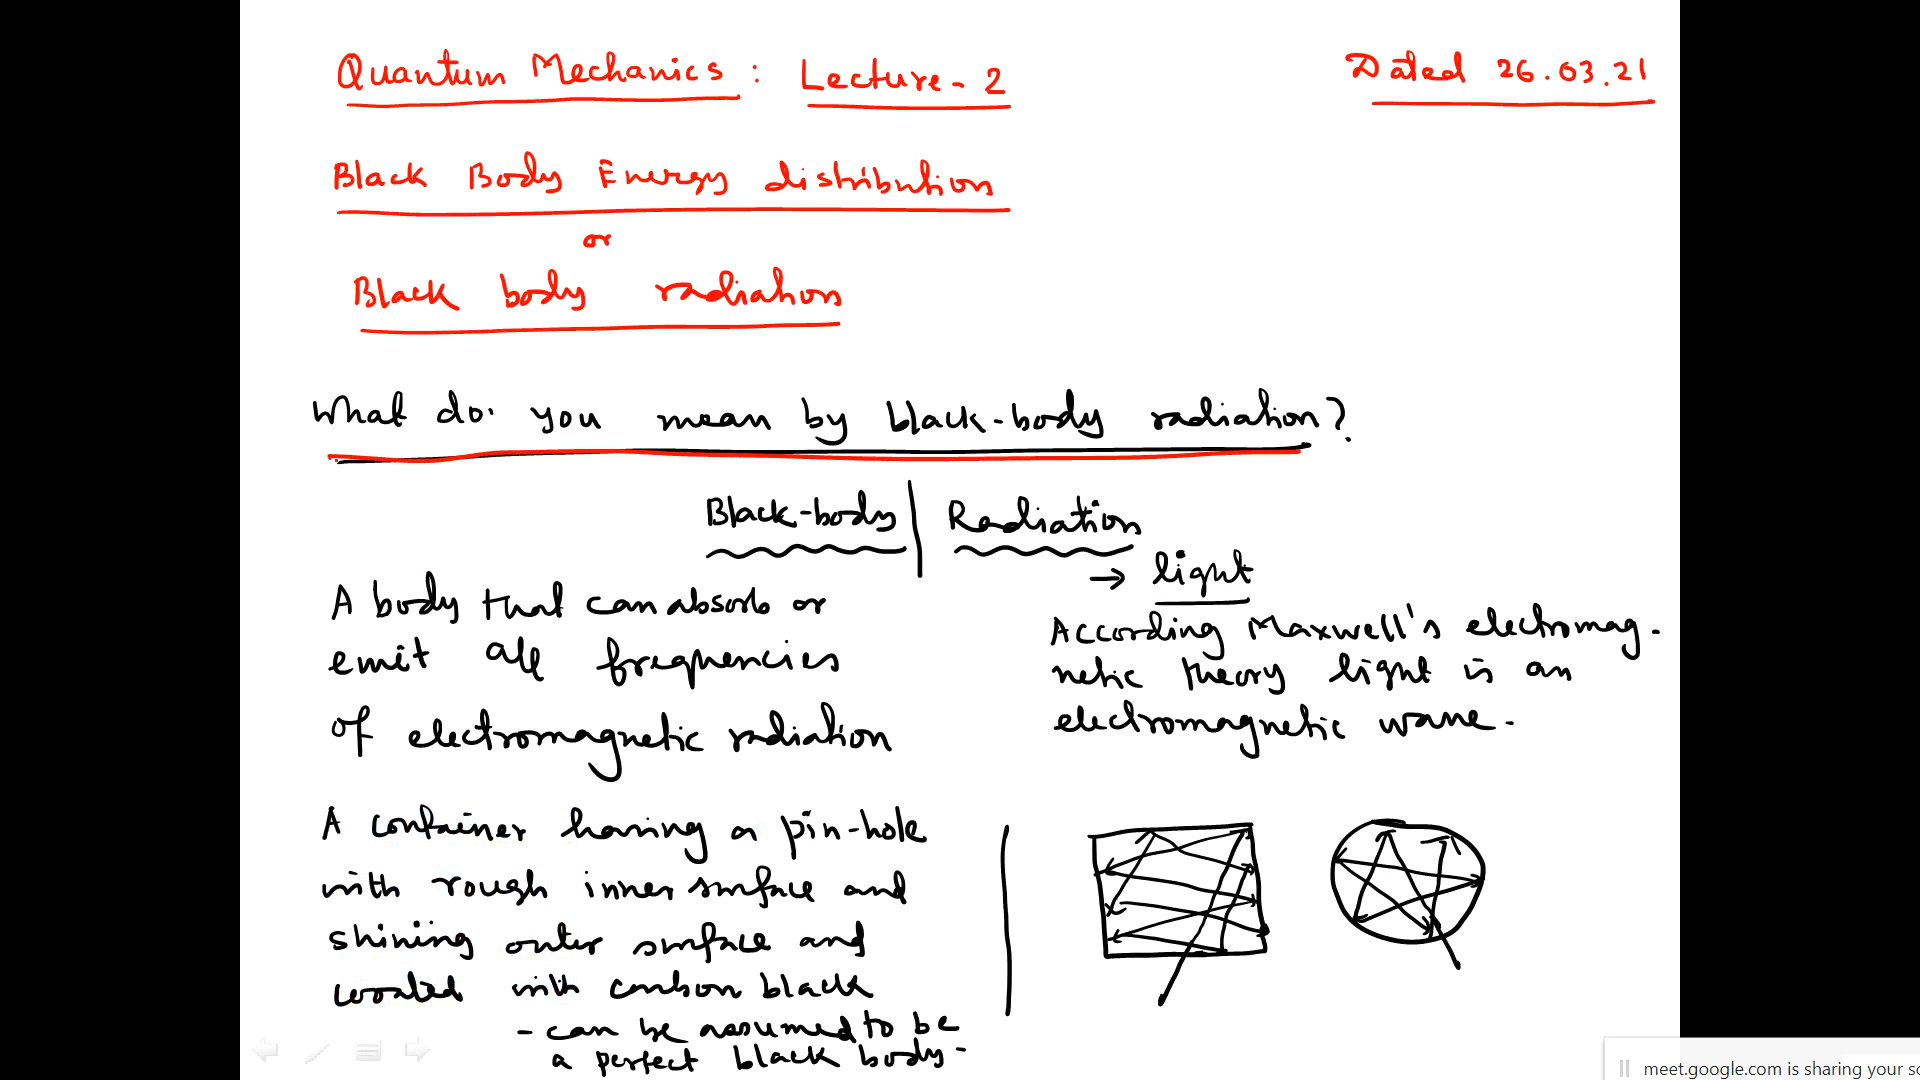 Quantum Mechanics : Lecture - 2
Dated 26.03.21
Black Body Energy distribution
or
Black body radiation
What do you mean by black-body radiation?
Black-body | Radiation
→ light
A body that can absorb or
emit all frequencies
of electromagnetic radiation
According Maxwell's electromag-
netic theory light is an
electromagnetic wave.
A container having a pin-hole
with rough inner surface and
shining outer surface and
coated with carbon black
- can be assumed to be
a perfect black body-
meet.google.com is sharing your sc